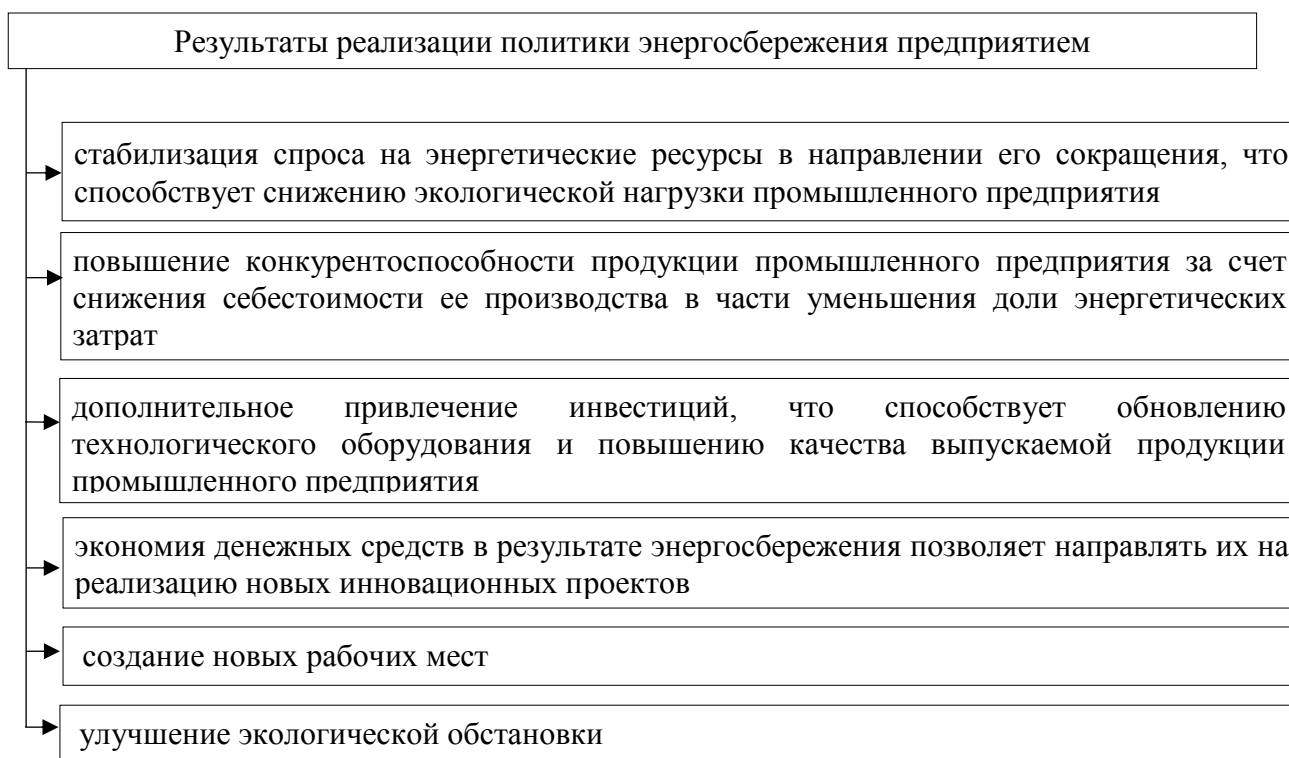 Результаты реализации политики энергосбережения предприятием
стабилизация спроса на энергетические ресурсы в направлении его сокращения, что
способствует снижению экологической нагрузки промышленного предприятия
повышение конкурентоспособности продукции промышленного предприятия за счет
снижения себестоимости ее производства в части уменьшения доли энергетических
затрат
дополнительное привлечение инвестиций, что способствует обновлению
технологического оборудования и повышению качества выпускаемой продукции
промышленного предприятия
экономия денежных средств в результате энергосбережения позволяет направлять их на
реализацию новых инновационных проектов
создание новых рабочих мест
улучшение экологической обстановки